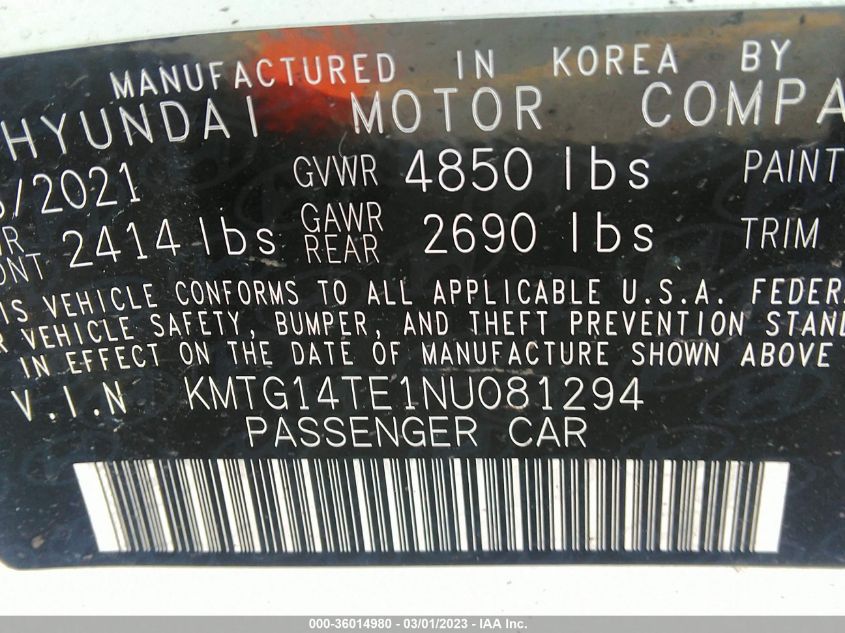 MANUFACTURED IN KOREA BY
HYUNDAI MOTOR COMPA
/2021 GVWR 4850 lbs PAINT
2414 lbs GAWR REAR 2690 lbs TRIM
IS VEHICLE CONFORMS TO ALL APPLICABLE U.S.A. FEDER
R VEHICLE SAFETY, BUMPER, AND THEFT PREVENTION STAND
IN EFFECT ON THE DATE OF MANUFACTURE SHOWN ABOVE
V.I.N KMTG14TE1NU081294
PASSENGER CAR
000-36014980 - 03/01/2023 - IAA Inc.